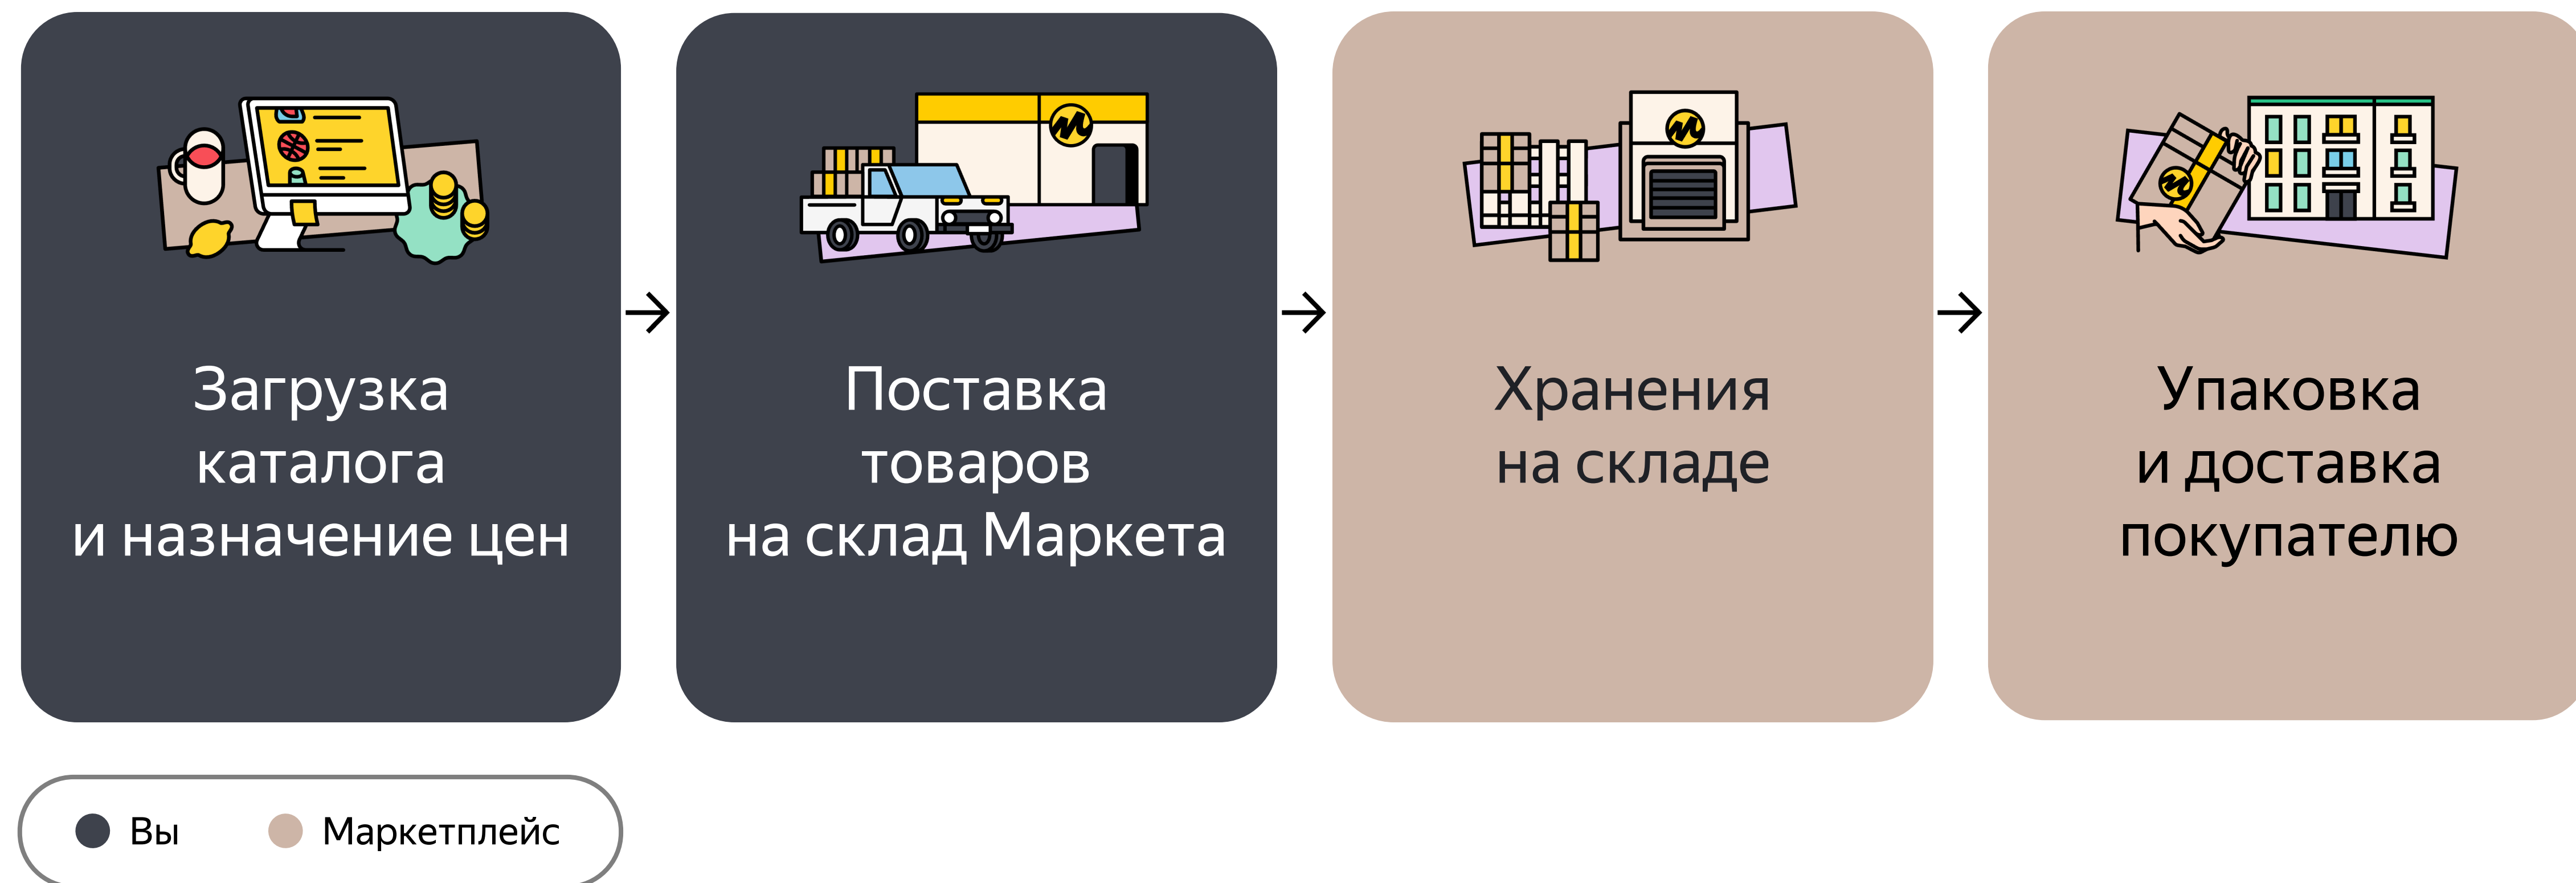 Загрузка
каталога
и назначение цен
Поставка
товаров
на склад Маркета
Хранения
на складе
Упаковка
и доставка
покупателю
Вы
Маркетплейс